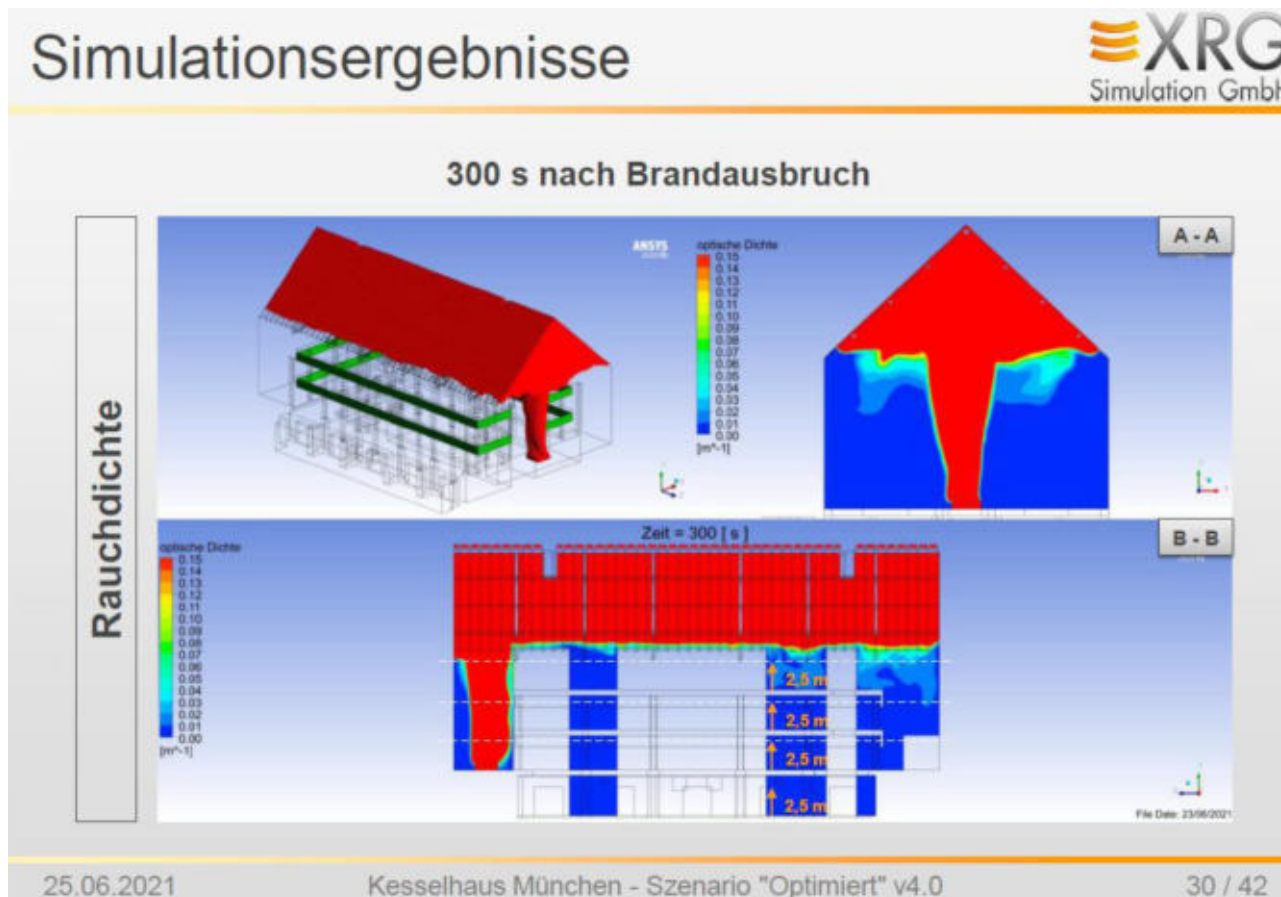 Simulationsergebnisse
XRG
Simulation GmbH
300 s nach Brandausbruch
Rauchdichte
ANSYS
optische Dichte
0.15
0.14
0.13
0.12
0.11
0.10
0.09
0.08
0.07
0.06
0.05
0.04
0.03
0.02
0.01
0.00
[m^-1]
A - A
Zeit = 300 [ s ]
optische Dichte
0.15
0.14
0.13
0.12
0.11
0.10
0.09
0.08
0.07
0.06
0.05
0.04
0.03
0.02
0.01
0.00
[m^-1]
B - B
2,5 m
2,5 m
2,5 m
2,5 m
File Date: 23/06/2021
25.06.2021
Kesselhaus München - Szenario "Optimiert" v4.0
30 / 42